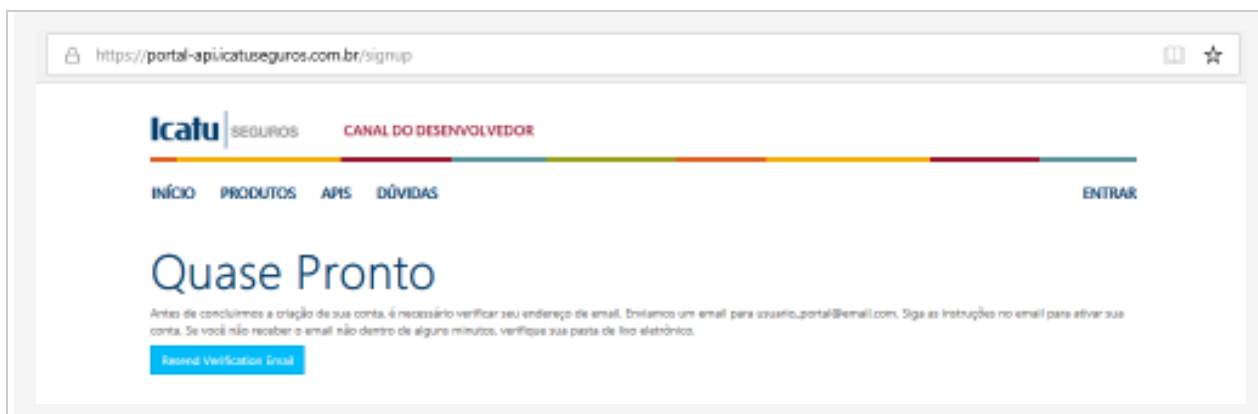 https://portal-api.icatuseguros.com.br/signup
Icatu SEGUROS CANAL DO DESENVOLVEDOR
INÍCIO PRODUTOS APIS DÚVIDAS ENTRAR
Quase Pronto
Antes de concluirmos a criação de sua conta, é necessário verificar seu endereço de email. Enviamos um email para usuario_portal@email.com. Siga as instruções no email para ativar sua
conta. Se você não receber o email não dentro de alguns minutos, verifique sua pasta de lixo eletrônico.
Resend Verification Email